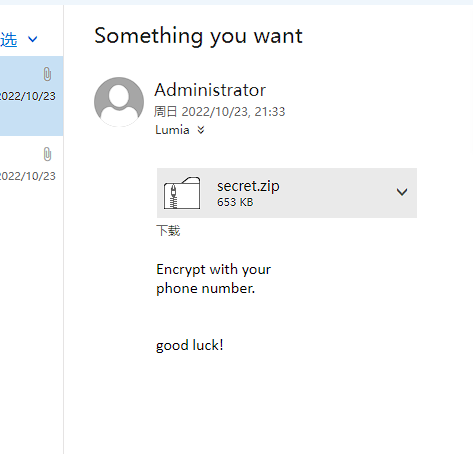 Something you want
选
2022/10/23
2022/10/23
Administrator
周日 2022/10/23, 21:33
Lumia
secret.zip
653 KB
下载
Encrypt with your
phone number.
good luck!